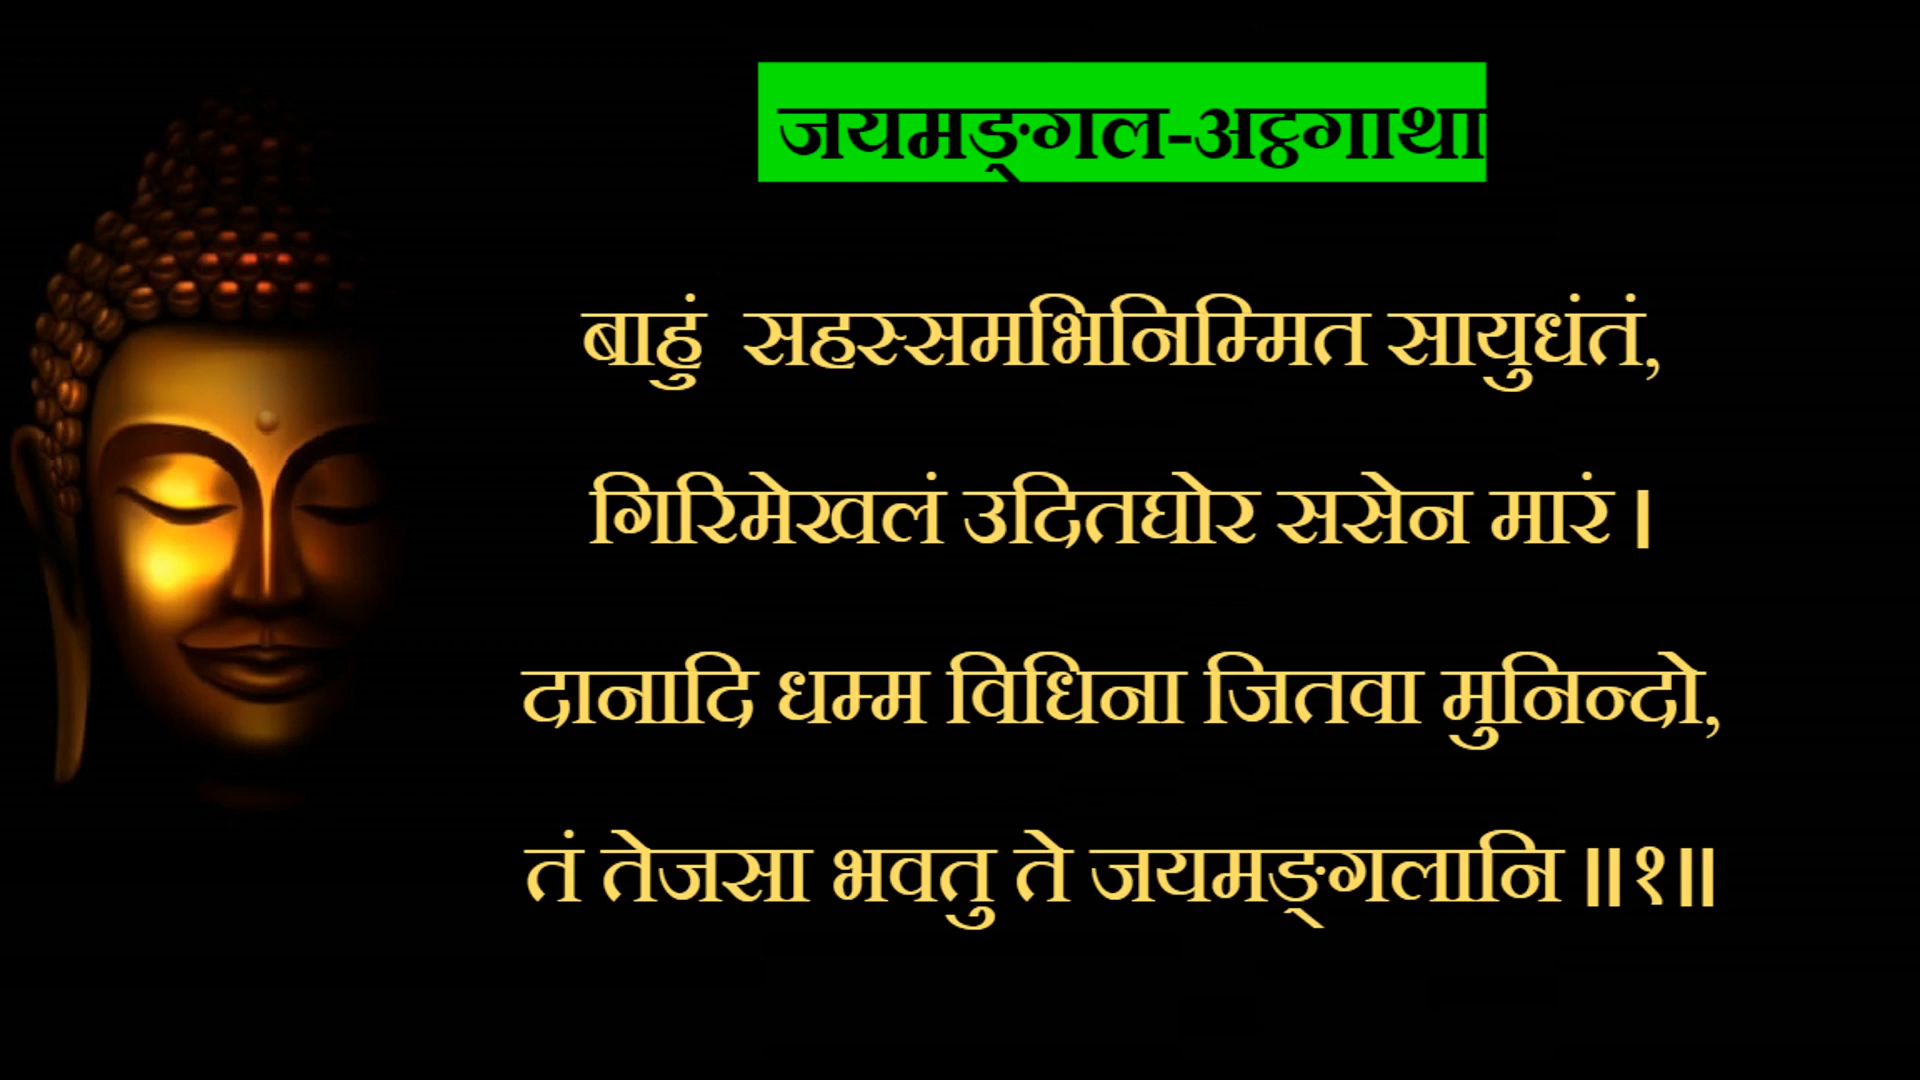 जयमङ्गल-अट्ठगाथा
बाहुं सहस्समभिनिम्मित सायुधंतं,
गिरिमेखलं उदितघोर ससेन मारं।
दानादि धम्म विधिना जितवा मुनिन्दो,
तं तेजसा भवतु ते जयमङ्गलानि॥१॥